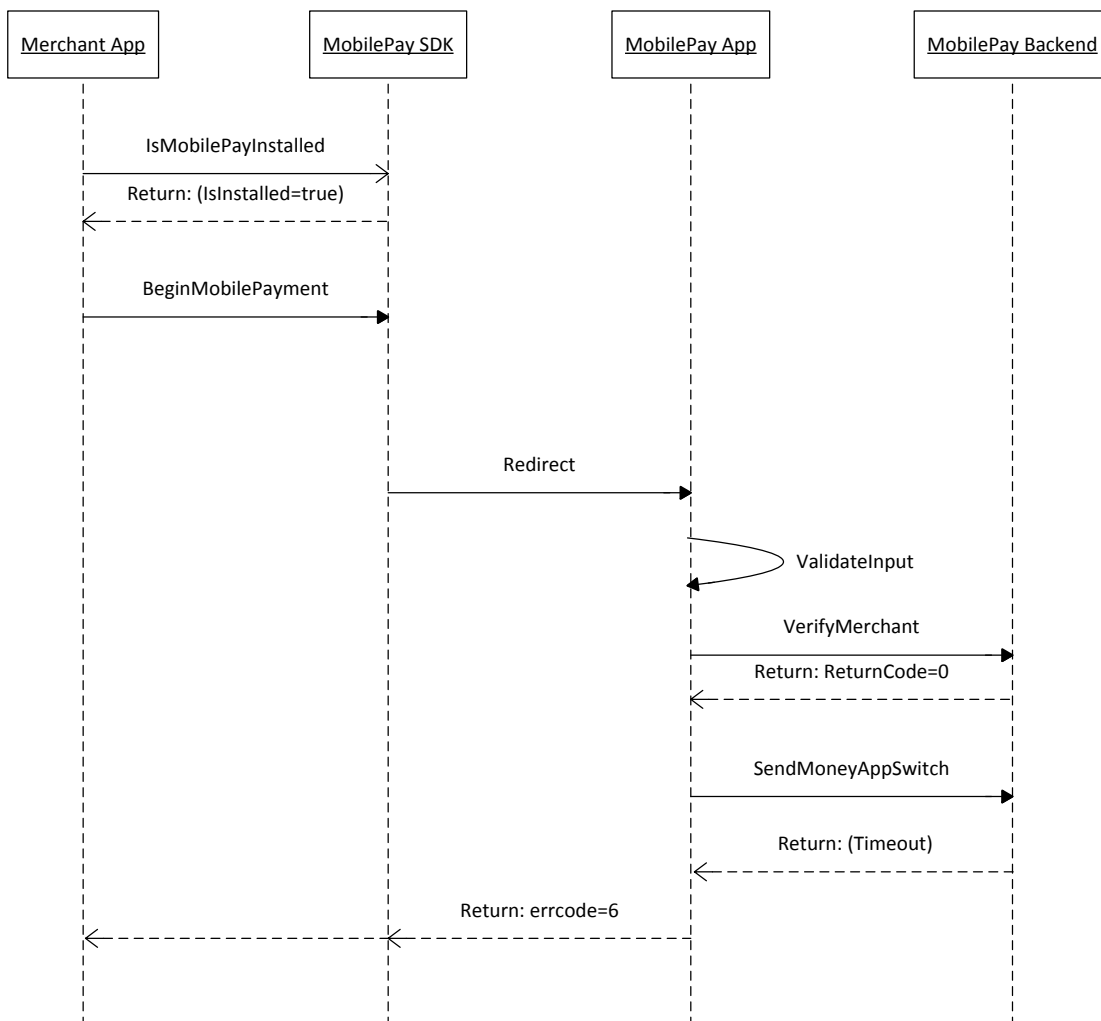 Merchant App
MobilePay SDK
MobilePay App
MobilePay Backend
IsMobilePayInstalled
Return: (IsInstalled=true)
BeginMobilePayment
Redirect
ValidateInput
VerifyMerchant
Return: ReturnCode=0
SendMoneyAppSwitch
Return: (Timeout)
Return: errcode=6